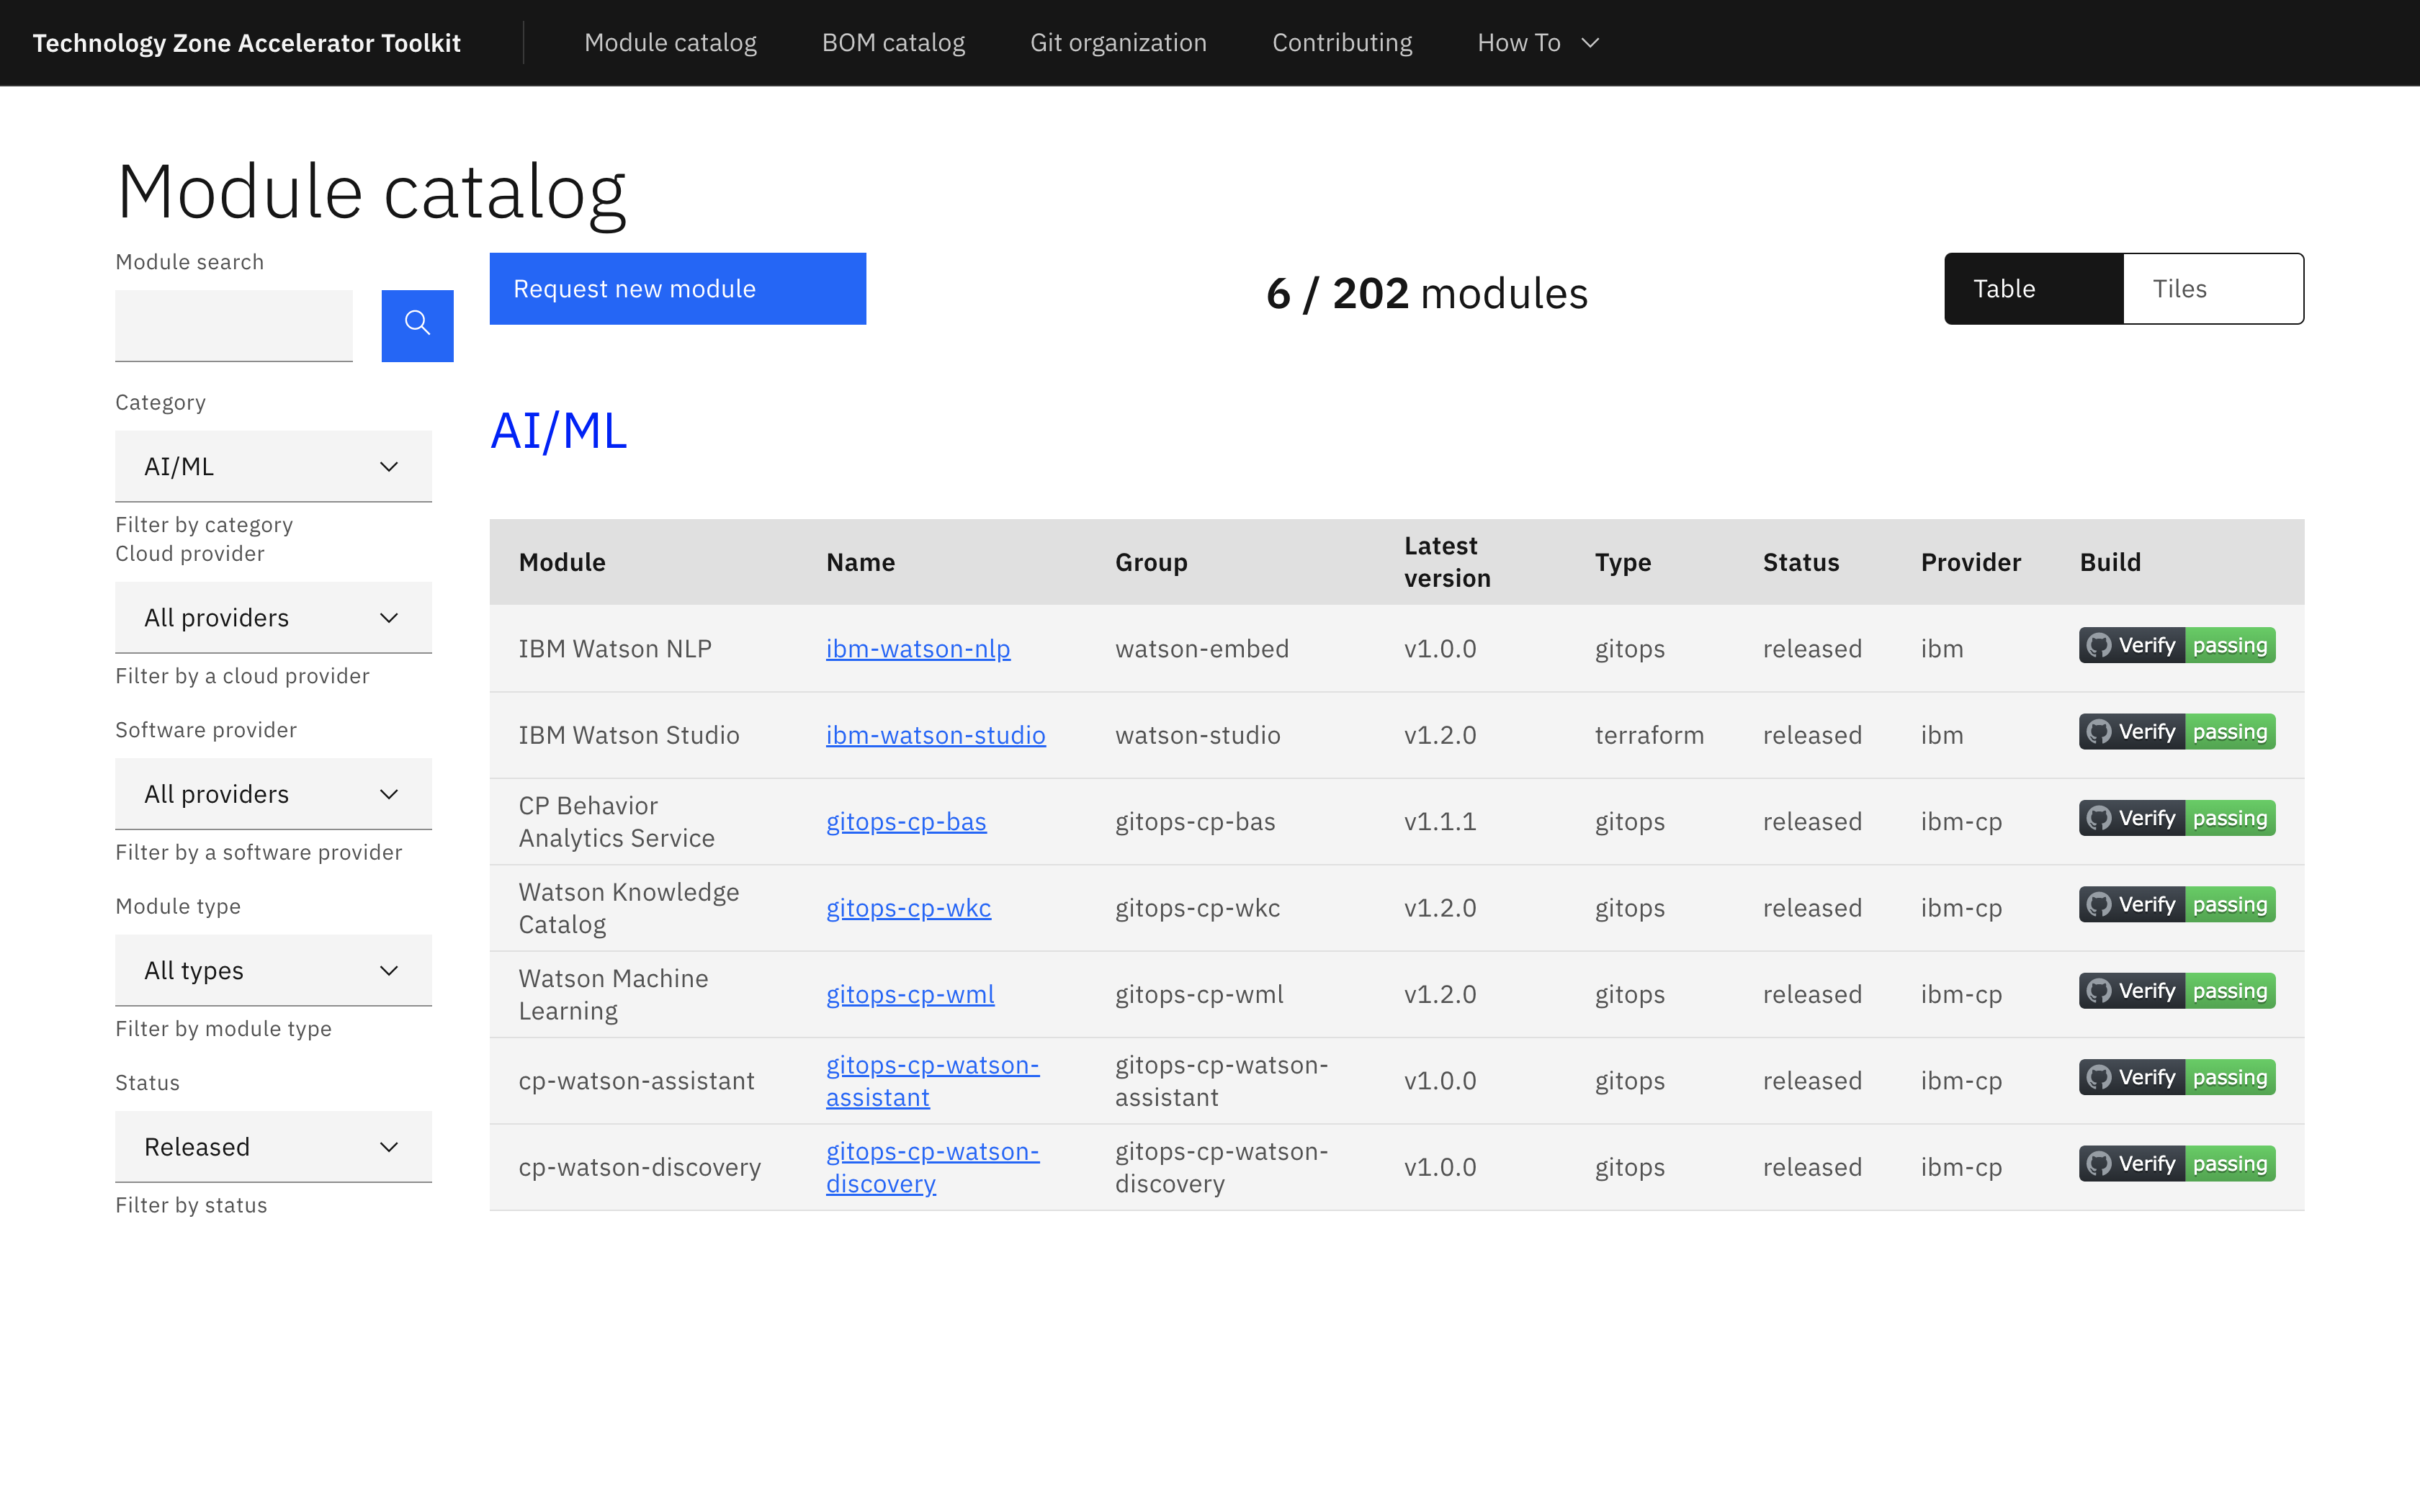 Technology Zone Accelerator Toolkit
Module catalog
BOM catalog
Git organization
Contributing
How To
Module catalog
Module search
Request new module
6 / 202 modules
Table
Tiles
Category
AI/ML
Filter by category
Cloud provider
All providers
Filter by a cloud provider
Software provider
All providers
Filter by a software provider
Module type
All types
Filter by module type
Status
Released
Filter by status
AI/ML
Module Name Group Latest version Type Status Provider Build
IBM Watson NLP ibm-watson-nlp watson-embed v1.0.0 gitops released ibm Verify passing
IBM Watson Studio ibm-watson-studio watson-studio v1.2.0 terraform released ibm Verify passing
CP Behavior Analytics Service gitops-cp-bas gitops-cp-bas v1.1.1 gitops released ibm-cp Verify passing
Watson Knowledge Catalog gitops-cp-wkc gitops-cp-wkc v1.2.0 gitops released ibm-cp Verify passing
Watson Machine Learning gitops-cp-wml gitops-cp-wml v1.2.0 gitops released ibm-cp Verify passing
cp-watson-assistant gitops-cp-watson-assistant gitops-cp-watson-assistant v1.0.0 gitops released ibm-cp Verify passing
cp-watson-discovery gitops-cp-watson-discovery gitops-cp-watson-discovery v1.0.0 gitops released ibm-cp Verify passing